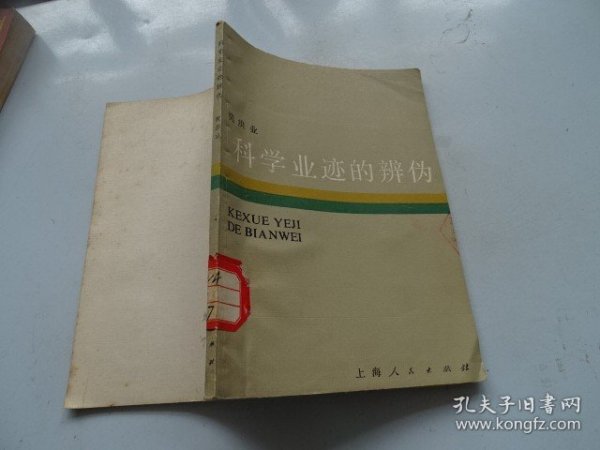 科学业迹的辨伪
KEXUE YEJI
DE BIANWEI
上海人民出版社
孔夫子旧书网
www.kongfz.com